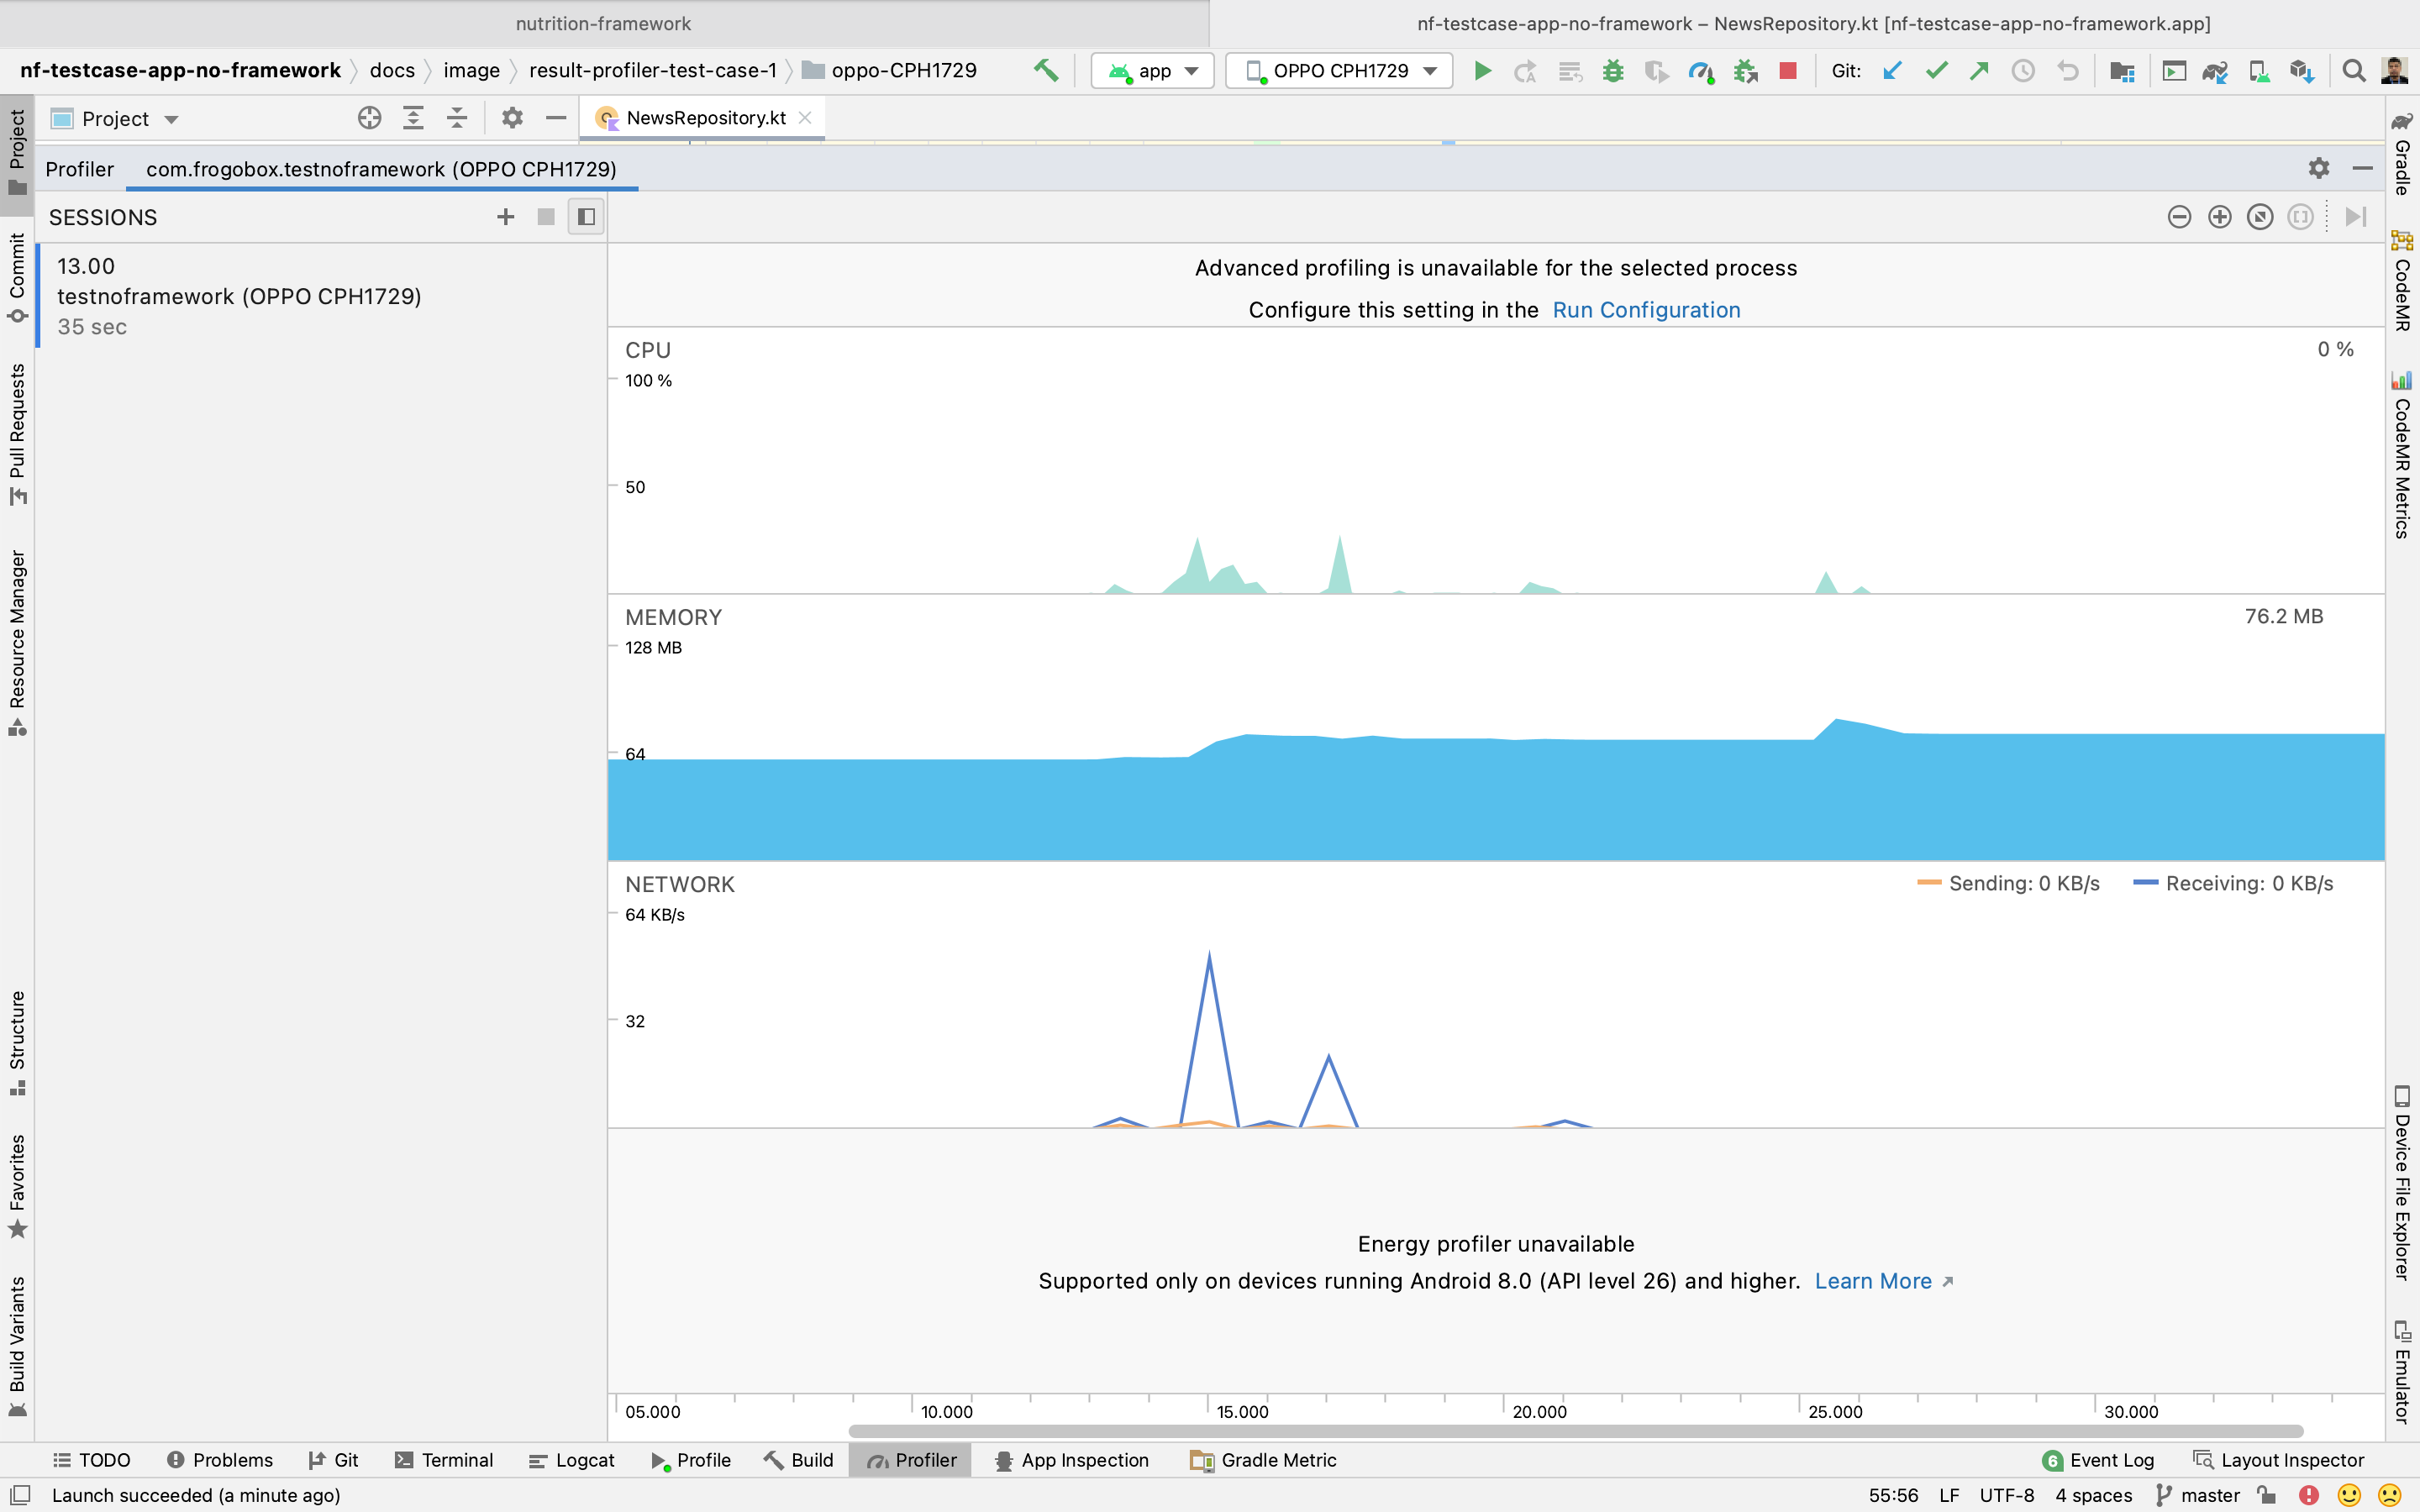 nutrition-framework
nf-testcase-app-no-framework – NewsRepository.kt [nf-testcase-app-no-framework.app]
nf-testcase-app-no-framework docs image result-profiler-test-case-1 oppo-CPH1729
app
OPPO CPH1729
Git:
Project
NewsRepository.kt
Profiler com.frogobox.testnoframework (OPPO CPH1729)
SESSIONS
13.00
testnoframework (OPPO CPH1729)
35 sec
Advanced profiling is unavailable for the selected process
Configure this setting in the Run Configuration
CPU
0 %
100 %
50
MEMORY
76.2 MB
128 MB
64
NETWORK
Sending: 0 KB/s Receiving: 0 KB/s
64 KB/s
32
Energy profiler unavailable
Supported only on devices running Android 8.0 (API level 26) and higher. Learn More
05.000 10.000 15.000 20.000 25.000 30.000
Project
Commit
Pull Requests
Resource Manager
Structure
Favorites
Build Variants
Gradle
CodeMR
CodeMR Metrics
Device File Explorer
Emulator
TODO Problems Git Terminal Logcat Profile Build Profiler App Inspection Gradle Metric
6 Event Log Layout Inspector
Launch succeeded (a minute ago)
55:56 LF UTF-8 4 spaces master